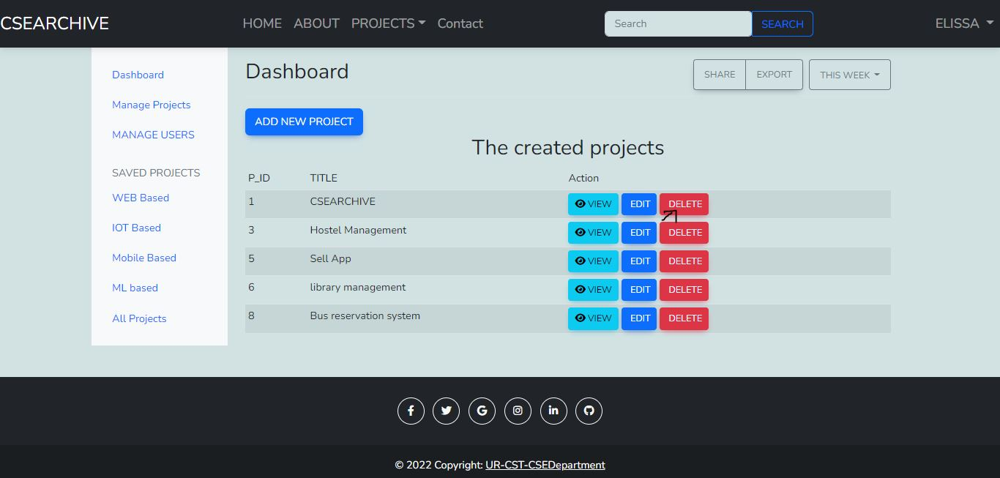 CSEARCHIVE HOME ABOUT PROJECTS Contact Search SEARCH ELISSA
Dashboard
Manage Projects
MANAGE USERS
SAVED PROJECTS
WEB Based
IOT Based
Mobile Based
ML based
All Projects
Dashboard SHARE EXPORT THIS WEEK
ADD NEW PROJECT
The created projects
P_ID TITLE Action
1 CSEARCHIVE VIEW EDIT DELETE
3 Hostel Management VIEW EDIT DELETE
5 Sell App VIEW EDIT DELETE
6 library management VIEW EDIT DELETE
8 Bus reservation system VIEW EDIT DELETE
© 2022 Copyright: UR-CST-CSEDepartment